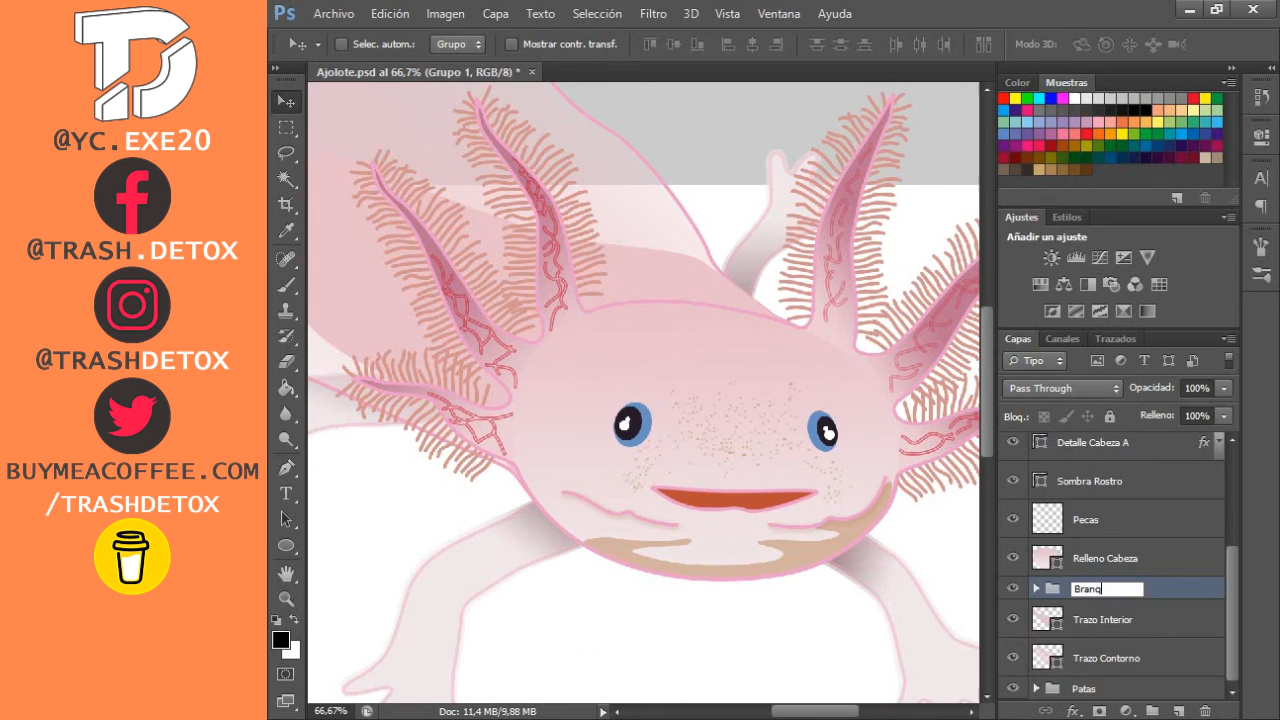 TD
@YC.EXE20
@TRASH.DETOX
@TRASHDETOX
BUYMEACOFFEE.COM
/TRASHDETOX
Ps Archivo Edición Imagen Capa Texto Selección Filtro 3D Vista Ventana Ayuda
Selec. autom.: Grupo Mostrar contr. transf. Modo 3D:
Ajolote.psd al 66,7% (Grupo 1, RGB/8) * ×
Color Muestras
Ajustes Estilos
Añadir un ajuste
Capas Canales Trazados
Tipo
Pass Through Opacidad: 100%
Bloq.: Relleno: 100%
Detalle Cabeza A fx
Sombra Rostro
Pecas
Relleno Cabeza
Branq
Trazo Interior
Trazo Contorno
Patas
66,67% Doc: 11,4 MB/9,88 MB